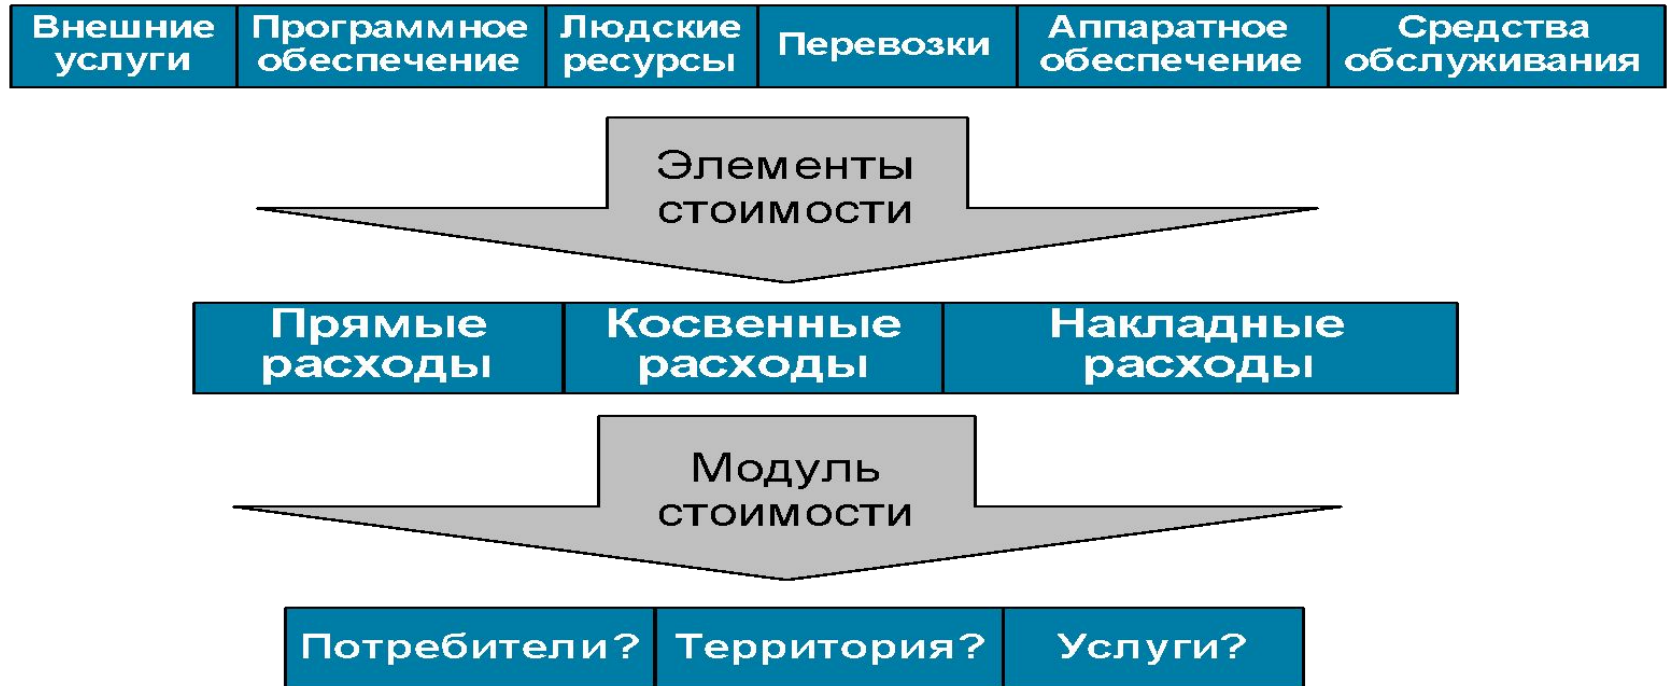 Внешние услуги
Программное обеспечение
Людские ресурсы
Перевозки
Аппаратное обеспечение
Средства обслуживания
Элементы
стоимости
Прямые расходы
Косвенные расходы
Накладные расходы
Модуль
стоимости
Потребители?
Территория?
Услуги?